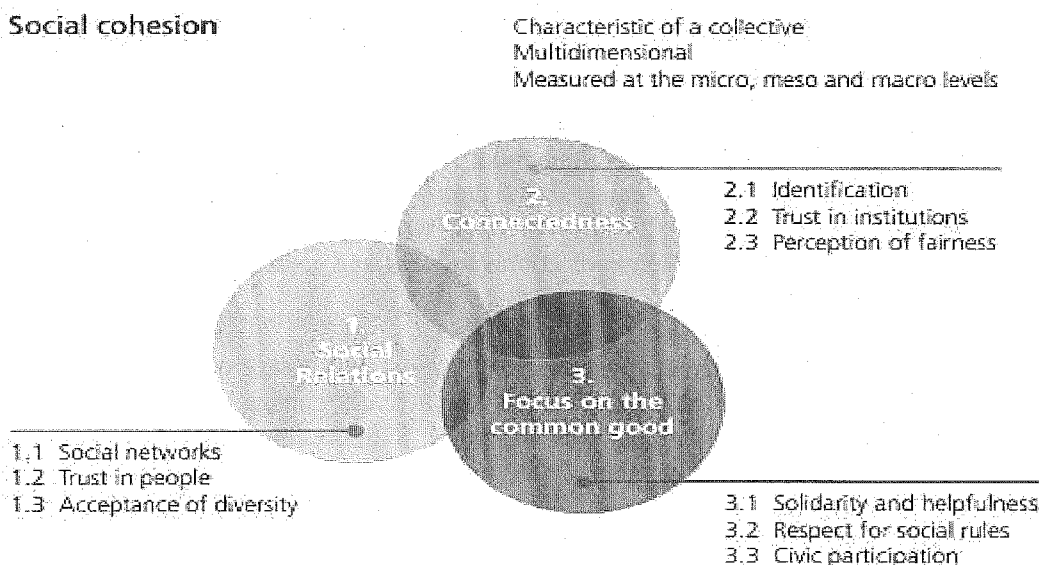 Social cohesion
Characteristic of a collective
Multidimensional
Measured at the micro, meso and macro levels
2.
Connectedness
2.1 Identification
2.2 Trust in institutions
2.3 Perception of fairness
1.
Social
Relations
3.
Focus on the
common good
1.1 Social networks
1.2 Trust in people
1.3 Acceptance of diversity
3.1 Solidarity and helpfulness
3.2 Respect for social rules
3.3 Civic participation